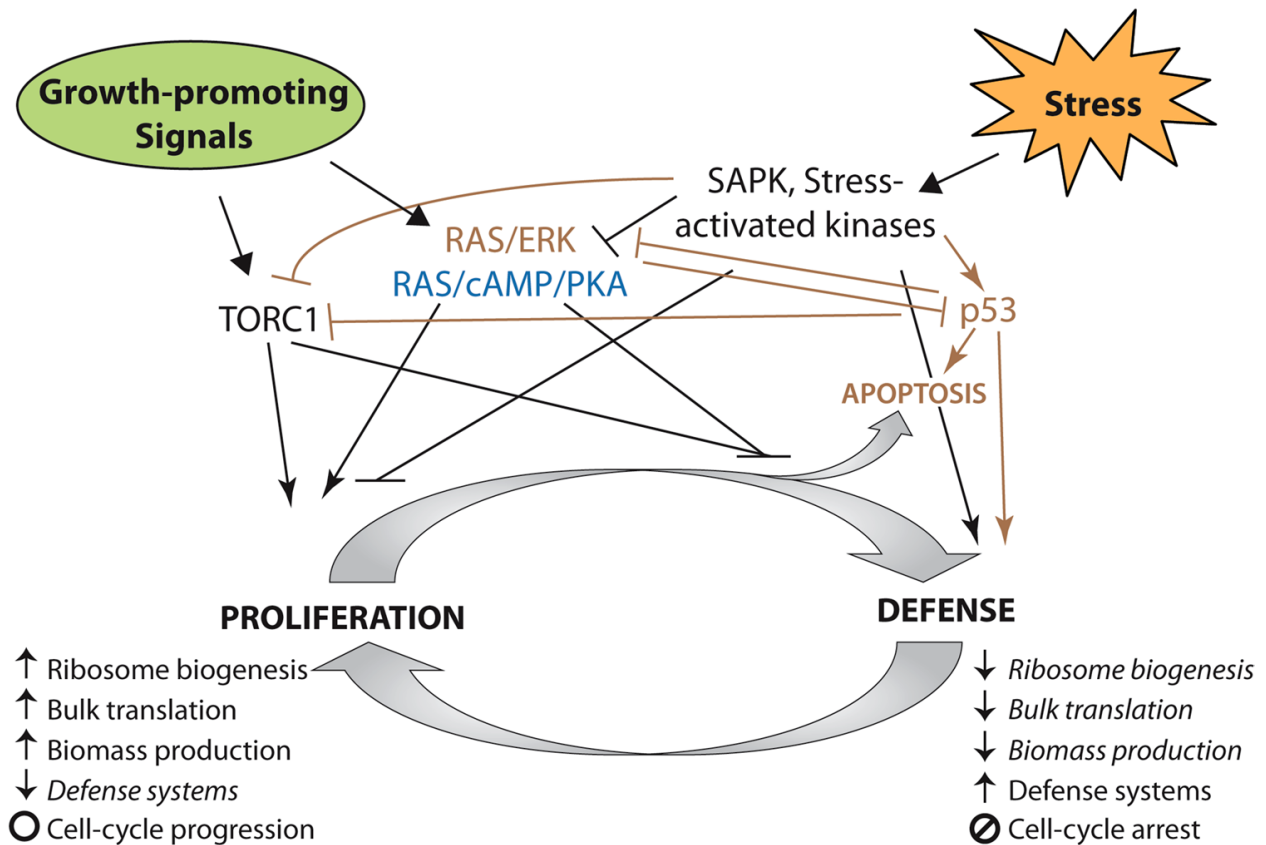 Growth-promoting
Signals
Stress
SAPK, Stress-
activated kinases
RAS/ERK
RAS/cAMP/PKA
TORC1
p53
APOPTOSIS
PROLIFERATION
↑ Ribosome biogenesis
↑ Bulk translation
↑ Biomass production
↓ Defense systems
Cell-cycle progression
DEFENSE
↓ Ribosome biogenesis
↓ Bulk translation
↓ Biomass production
↑ Defense systems
Cell-cycle arrest